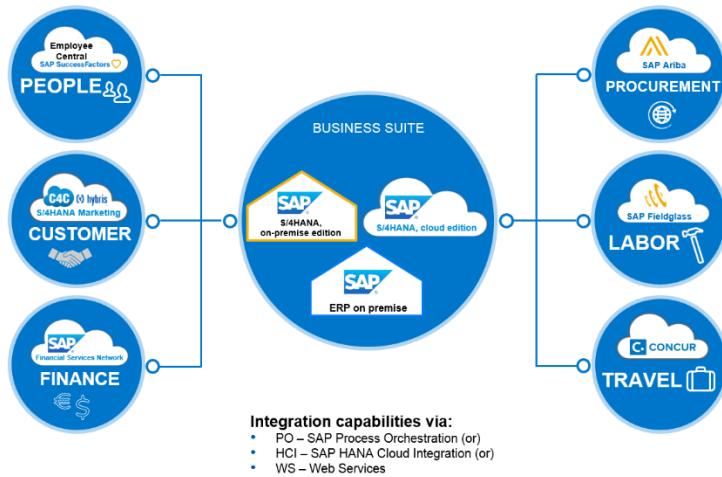 Employee
Central
SAP SuccessFactors
PEOPLE
C4C (y) hybris
S/4HANA Marketing
CUSTOMER
SAP
Financial Services Network
FINANCE
€ $
BUSINESS SUITE
SAP
S/4HANA,
on-premise edition
SAP
S/4HANA, cloud edition
SAP
ERP on premise
SAP Ariba
PROCUREMENT
SAP Fieldglass
LABOR
C. CONCUR
TRAVEL
Integration capabilities via:
• PO – SAP Process Orchestration (or)
• HCI – SAP HANA Cloud Integration (or)
• WS – Web Services